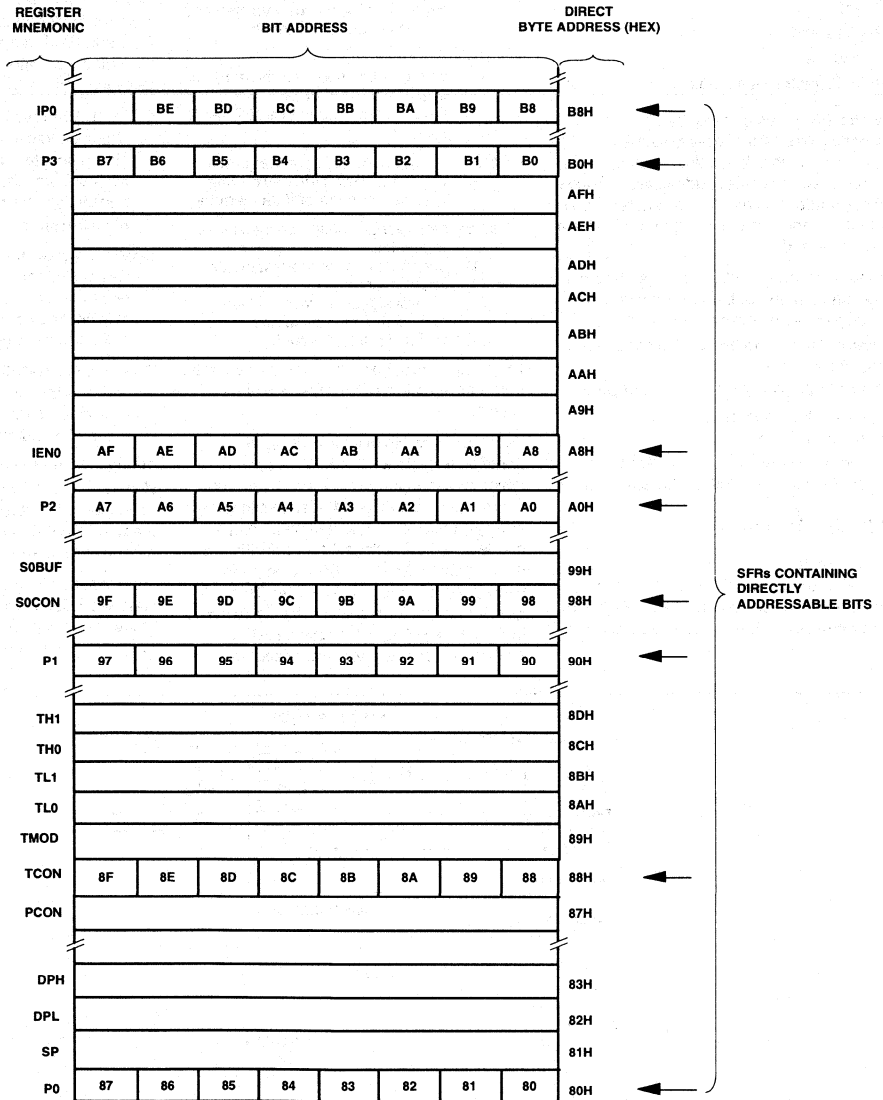 REGISTER
MNEMONIC
BIT ADDRESS
DIRECT
BYTE ADDRESS (HEX)
IP0 BE BD BC BB BA B9 B8 B8H
P3 B7 B6 B5 B4 B3 B2 B1 B0 B0H
AFH
AEH
ADH
ACH
ABH
AAH
A9H
IEN0 AF AE AD AC AB AA A9 A8 A8H
P2 A7 A6 A5 A4 A3 A2 A1 A0 A0H
S0BUF 99H
S0CON 9F 9E 9D 9C 9B 9A 99 98 98H
SFRs CONTAINING
DIRECTLY
ADDRESSABLE BITS
P1 97 96 95 94 93 92 91 90 90H
TH1 8DH
TH0 8CH
TL1 8BH
TL0 8AH
TMOD 89H
TCON 8F 8E 8D 8C 8B 8A 89 88 88H
PCON 87H
DPH 83H
DPL 82H
SP 81H
P0 87 86 85 84 83 82 81 80 80H